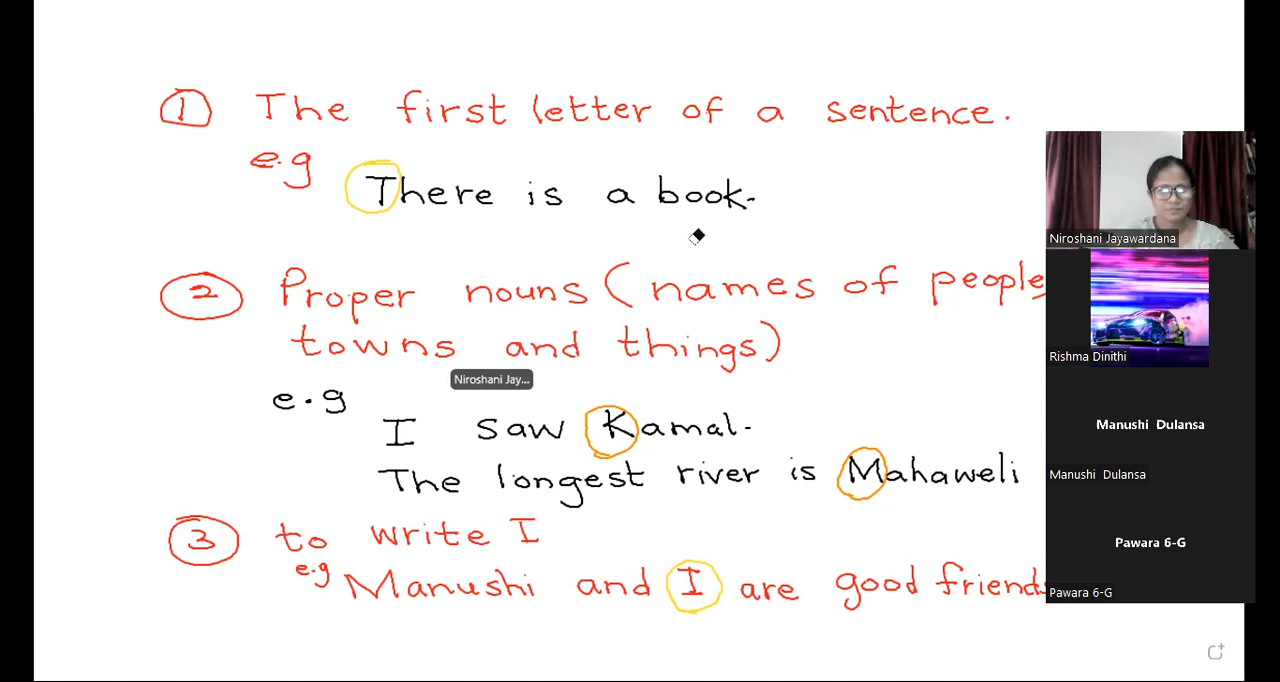 1 The first letter of a sentence.
e.g
There is a book.
2 Proper nouns (names of people
towns and things)
e.g
I saw Kamal.
The longest river is Mahaweli
3 to write I
e.g Manushi and I are good friends
Niroshani Jay...
Niroshani Jayawardana
Rishma Dinithi
Manushi Dulansa
Manushi Dulansa
Pawara 6-G
Pawara 6-G